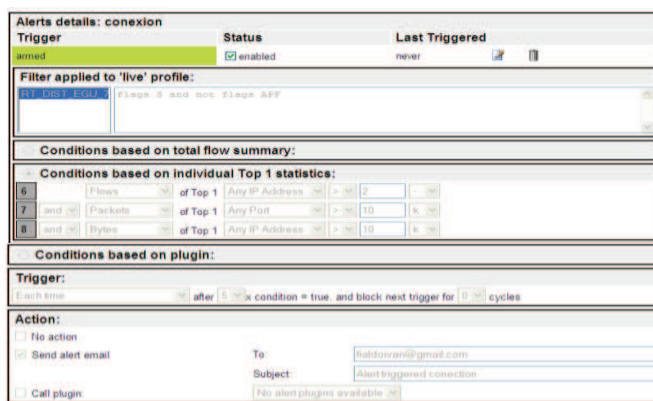 Alerts details: conexion
Trigger Status Last Triggered
armed enabled never
Filter applied to 'live' profile:
RT_DIST_EGU_7 flags S and not flags APF
Conditions based on total flow summary:
Conditions based on individual Top 1 statistics:
6 Flows of Top 1 Any IP Address > 2 -
7 and Packets of Top 1 Any Port > 10 k
8 and Bytes of Top 1 Any IP Address > 10 k
Conditions based on plugin:
Trigger:
Each time after 5 x condition = true. and block next trigger for 0 cycles
Action:
No action
Send alert email To: @gmail.com
Subject: Alert triggered conection
Call plugin: No alert plugins available